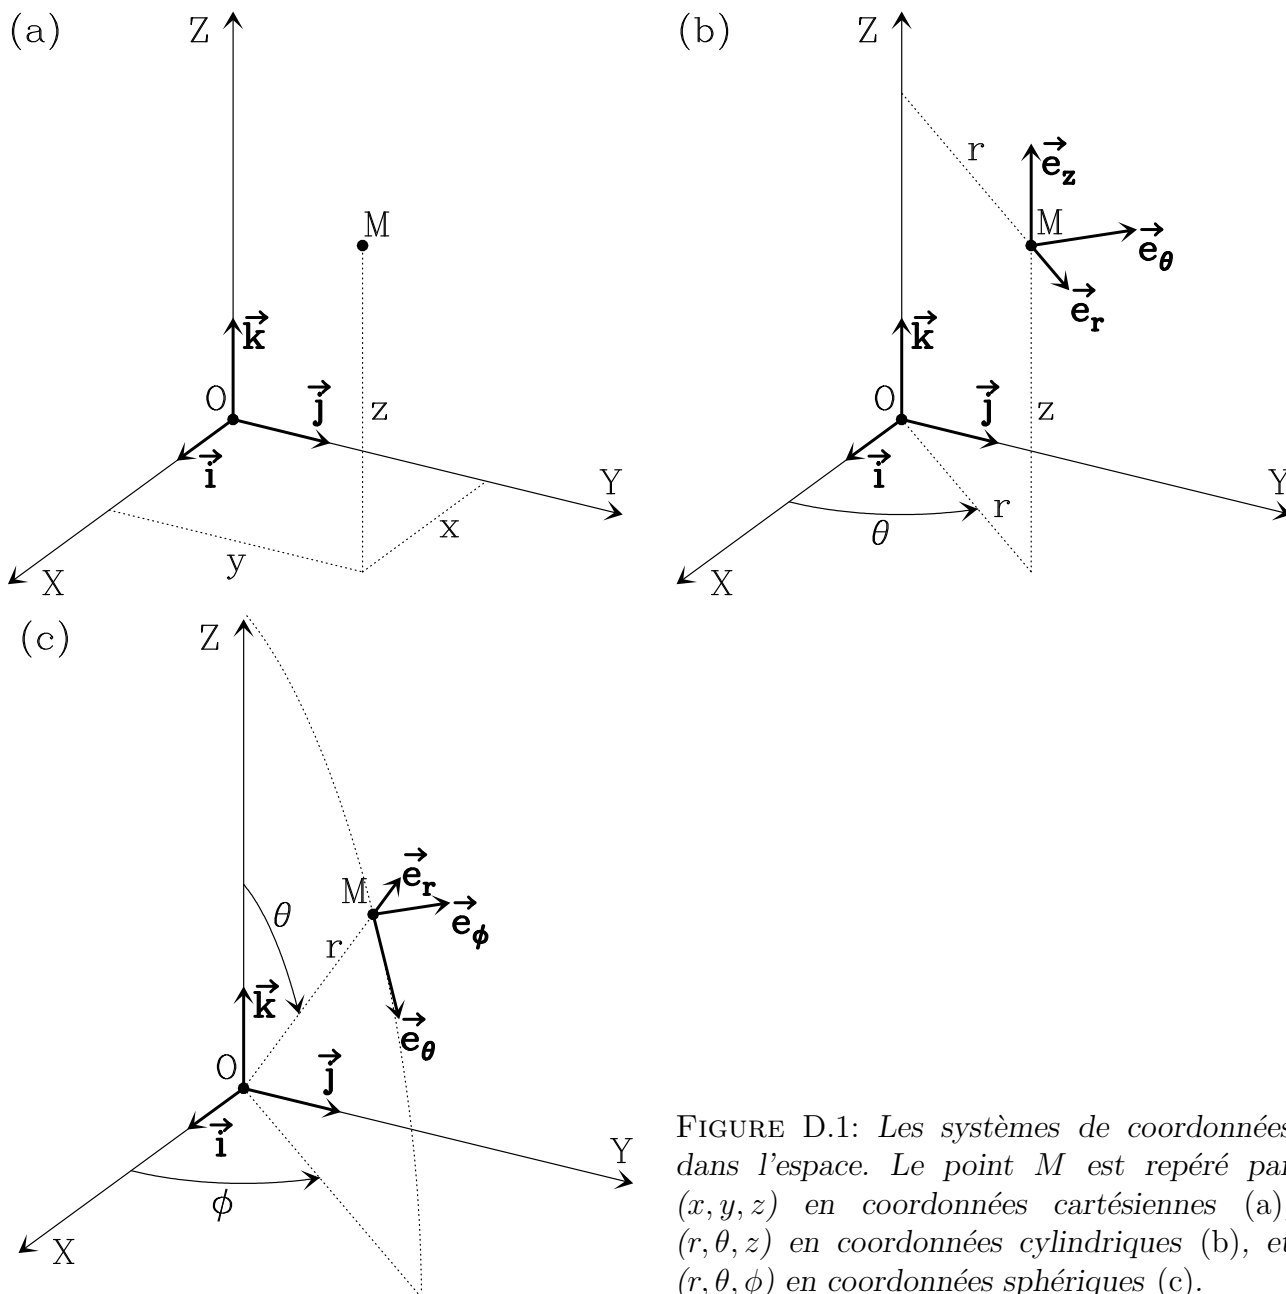 (a)
Z
M
k
O
j
z
i
Y
x
y
X
(b)
Z
r
e_z
M
e_θ
e_r
k
O
j
z
i
Y
r
θ
X
(c)
Z
e_r
M
θ
e_ϕ
r
k
e_θ
O
j
i
Y
ϕ
X
FIGURE D.1: Les systèmes de coordonnées
dans l'espace. Le point M est repéré par
(x, y, z) en coordonnées cartésiennes (a),
(r, θ, z) en coordonnées cylindriques (b), et
(r, θ, ϕ) en coordonnées sphériques (c).